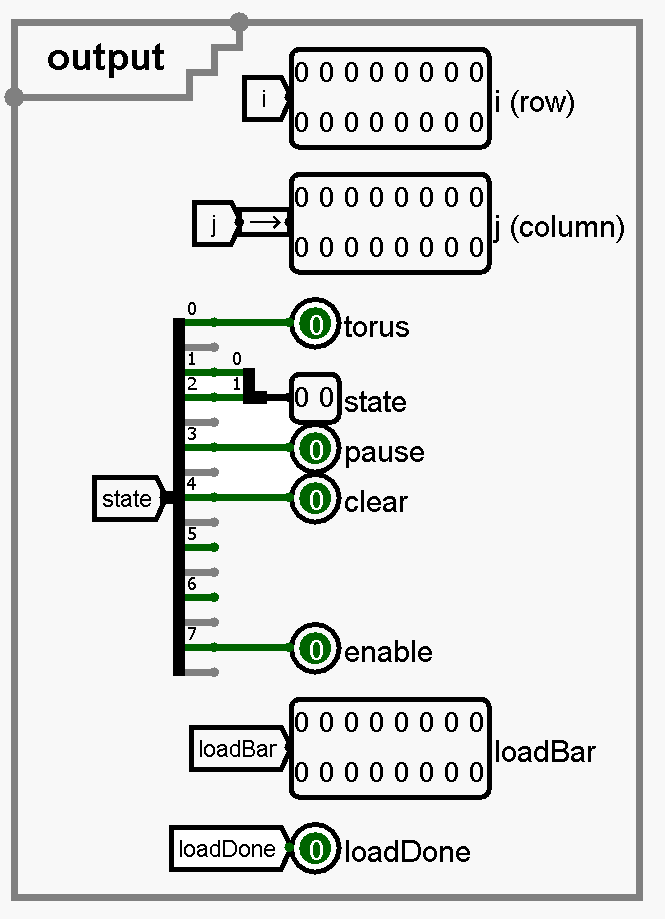 output
0 0 0 0 0 0 0 0
i
i (row)
0 0 0 0 0 0 0 0
0 0 0 0 0 0 0 0
j
j (column)
0 0 0 0 0 0 0 0
0
0 torus
1 0
2 1
0 0 state
3
0 pause
4
state
0 clear
5
6
7
0 enable
0 0 0 0 0 0 0 0
loadBar
loadBar
0 0 0 0 0 0 0 0
loadDone 0 loadDone